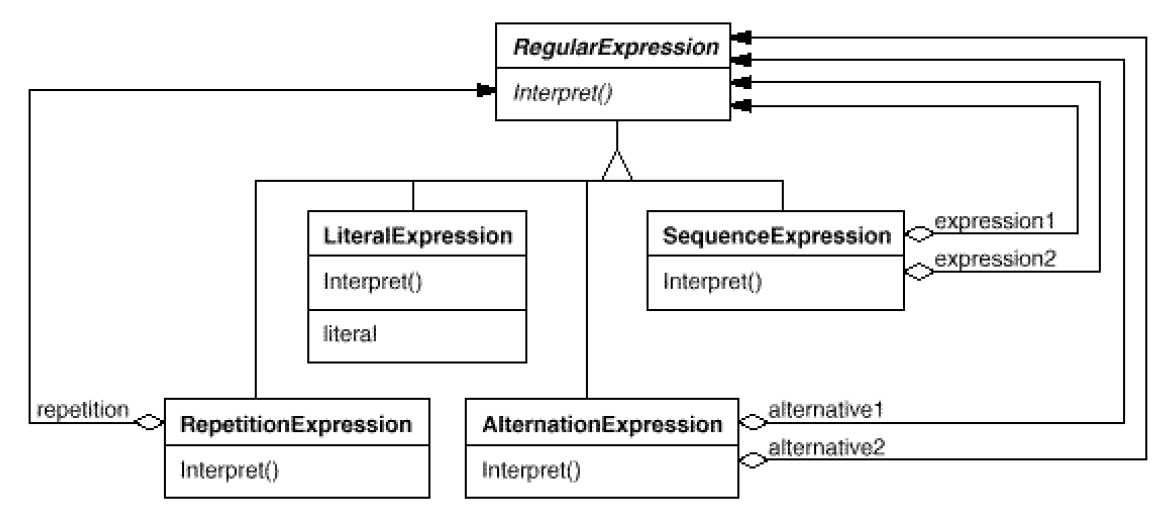 RegularExpression
Interpret()
LiteralExpression
Interpret()
literal
SequenceExpression
Interpret()
expression1
expression2
repetition
RepetitionExpression
Interpret()
AlternationExpression
Interpret()
alternative1
alternative2